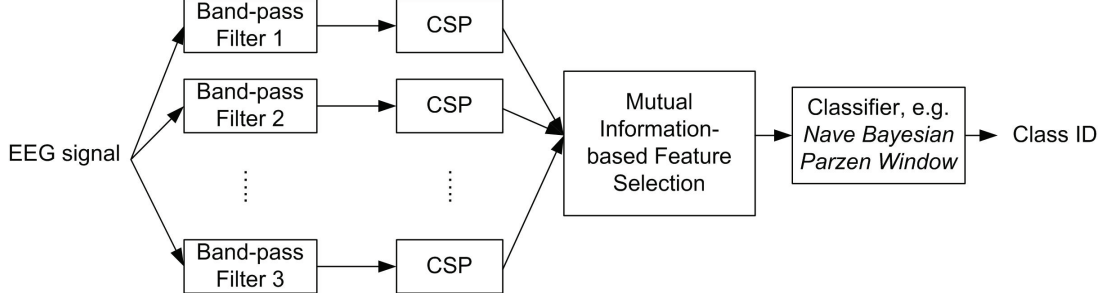 Band-pass
Filter 1
CSP
Band-pass
Filter 2
CSP
EEG signal
Mutual
Information-
based Feature
Selection
Classifier, e.g.
Nave Bayesian
Parzen Window
Class ID
Band-pass
Filter 3
CSP